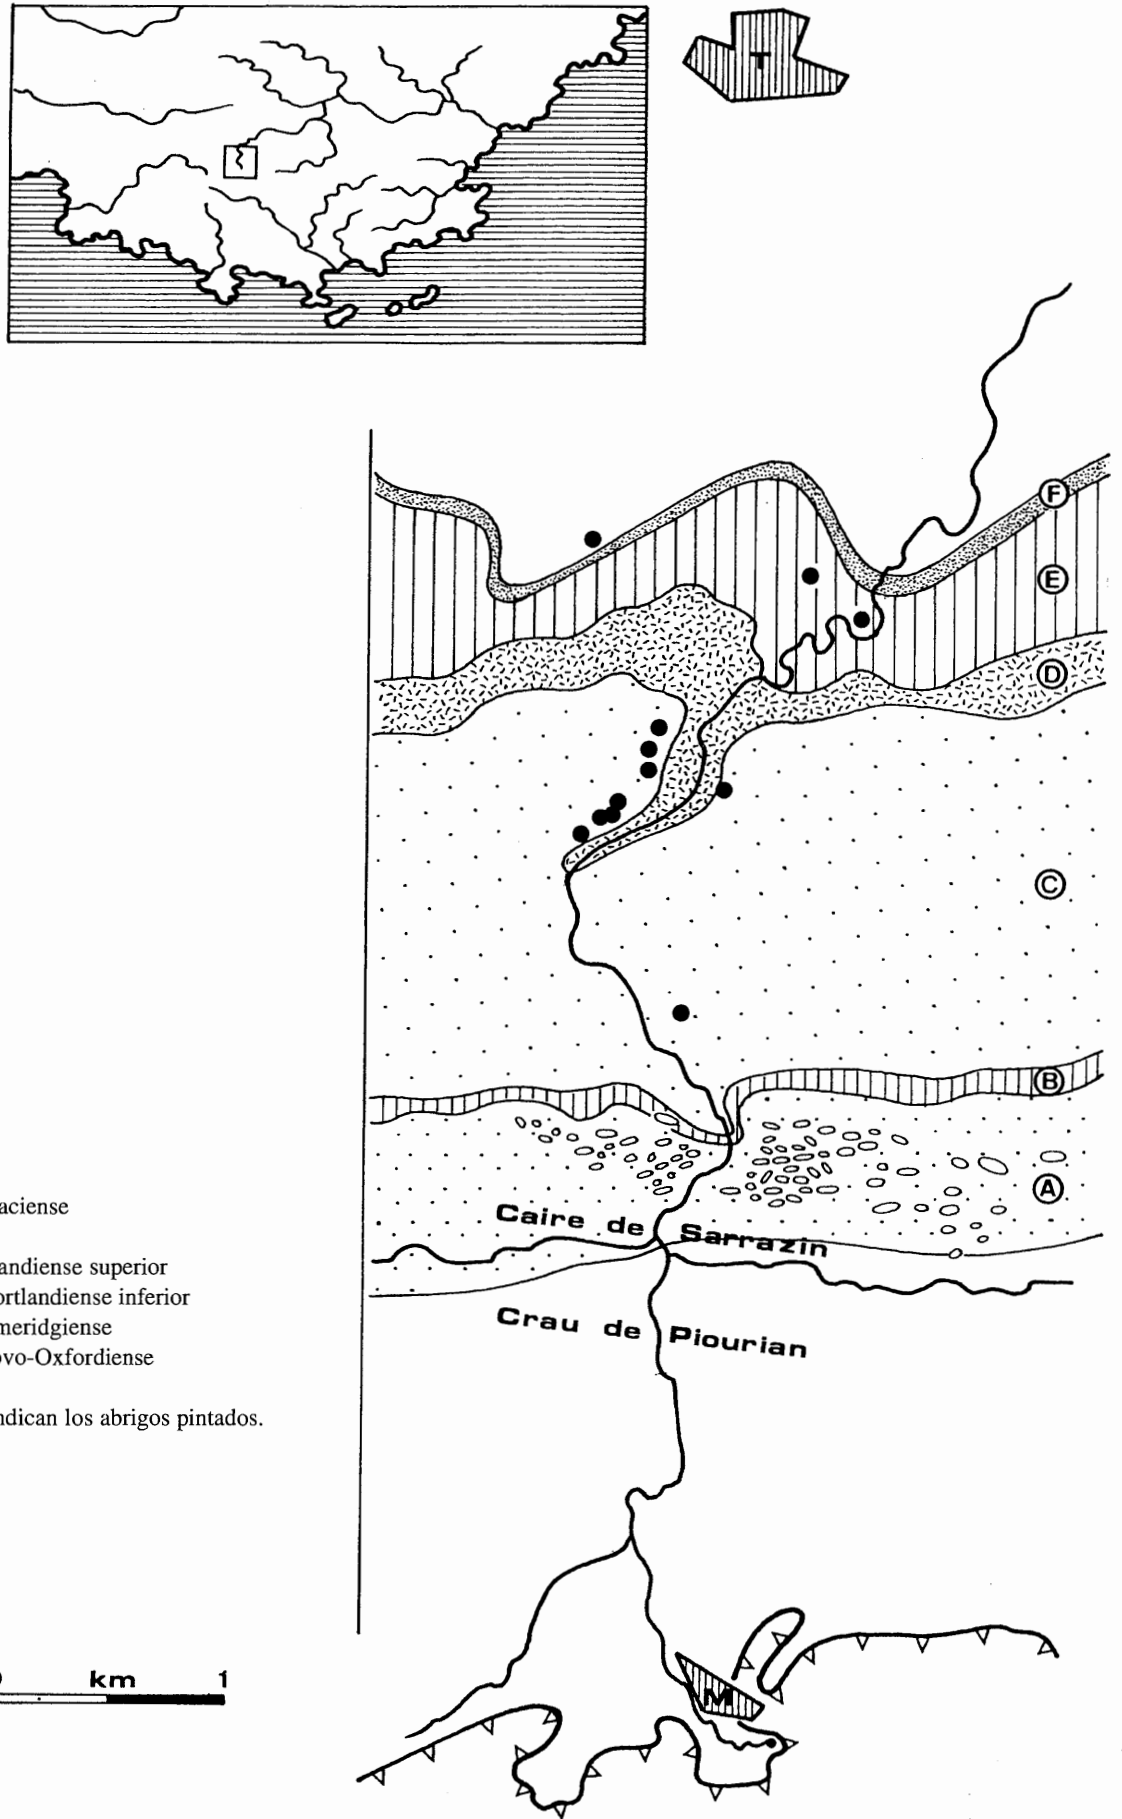 T
F
E
D
C
B
A
Caire de Sarrazin
Crau de Piourian
aciense
andiense superior
ortlandiense inferior
meridgiense
ovo-Oxfordiense
ndican los abrigos pintados.
km 1
M